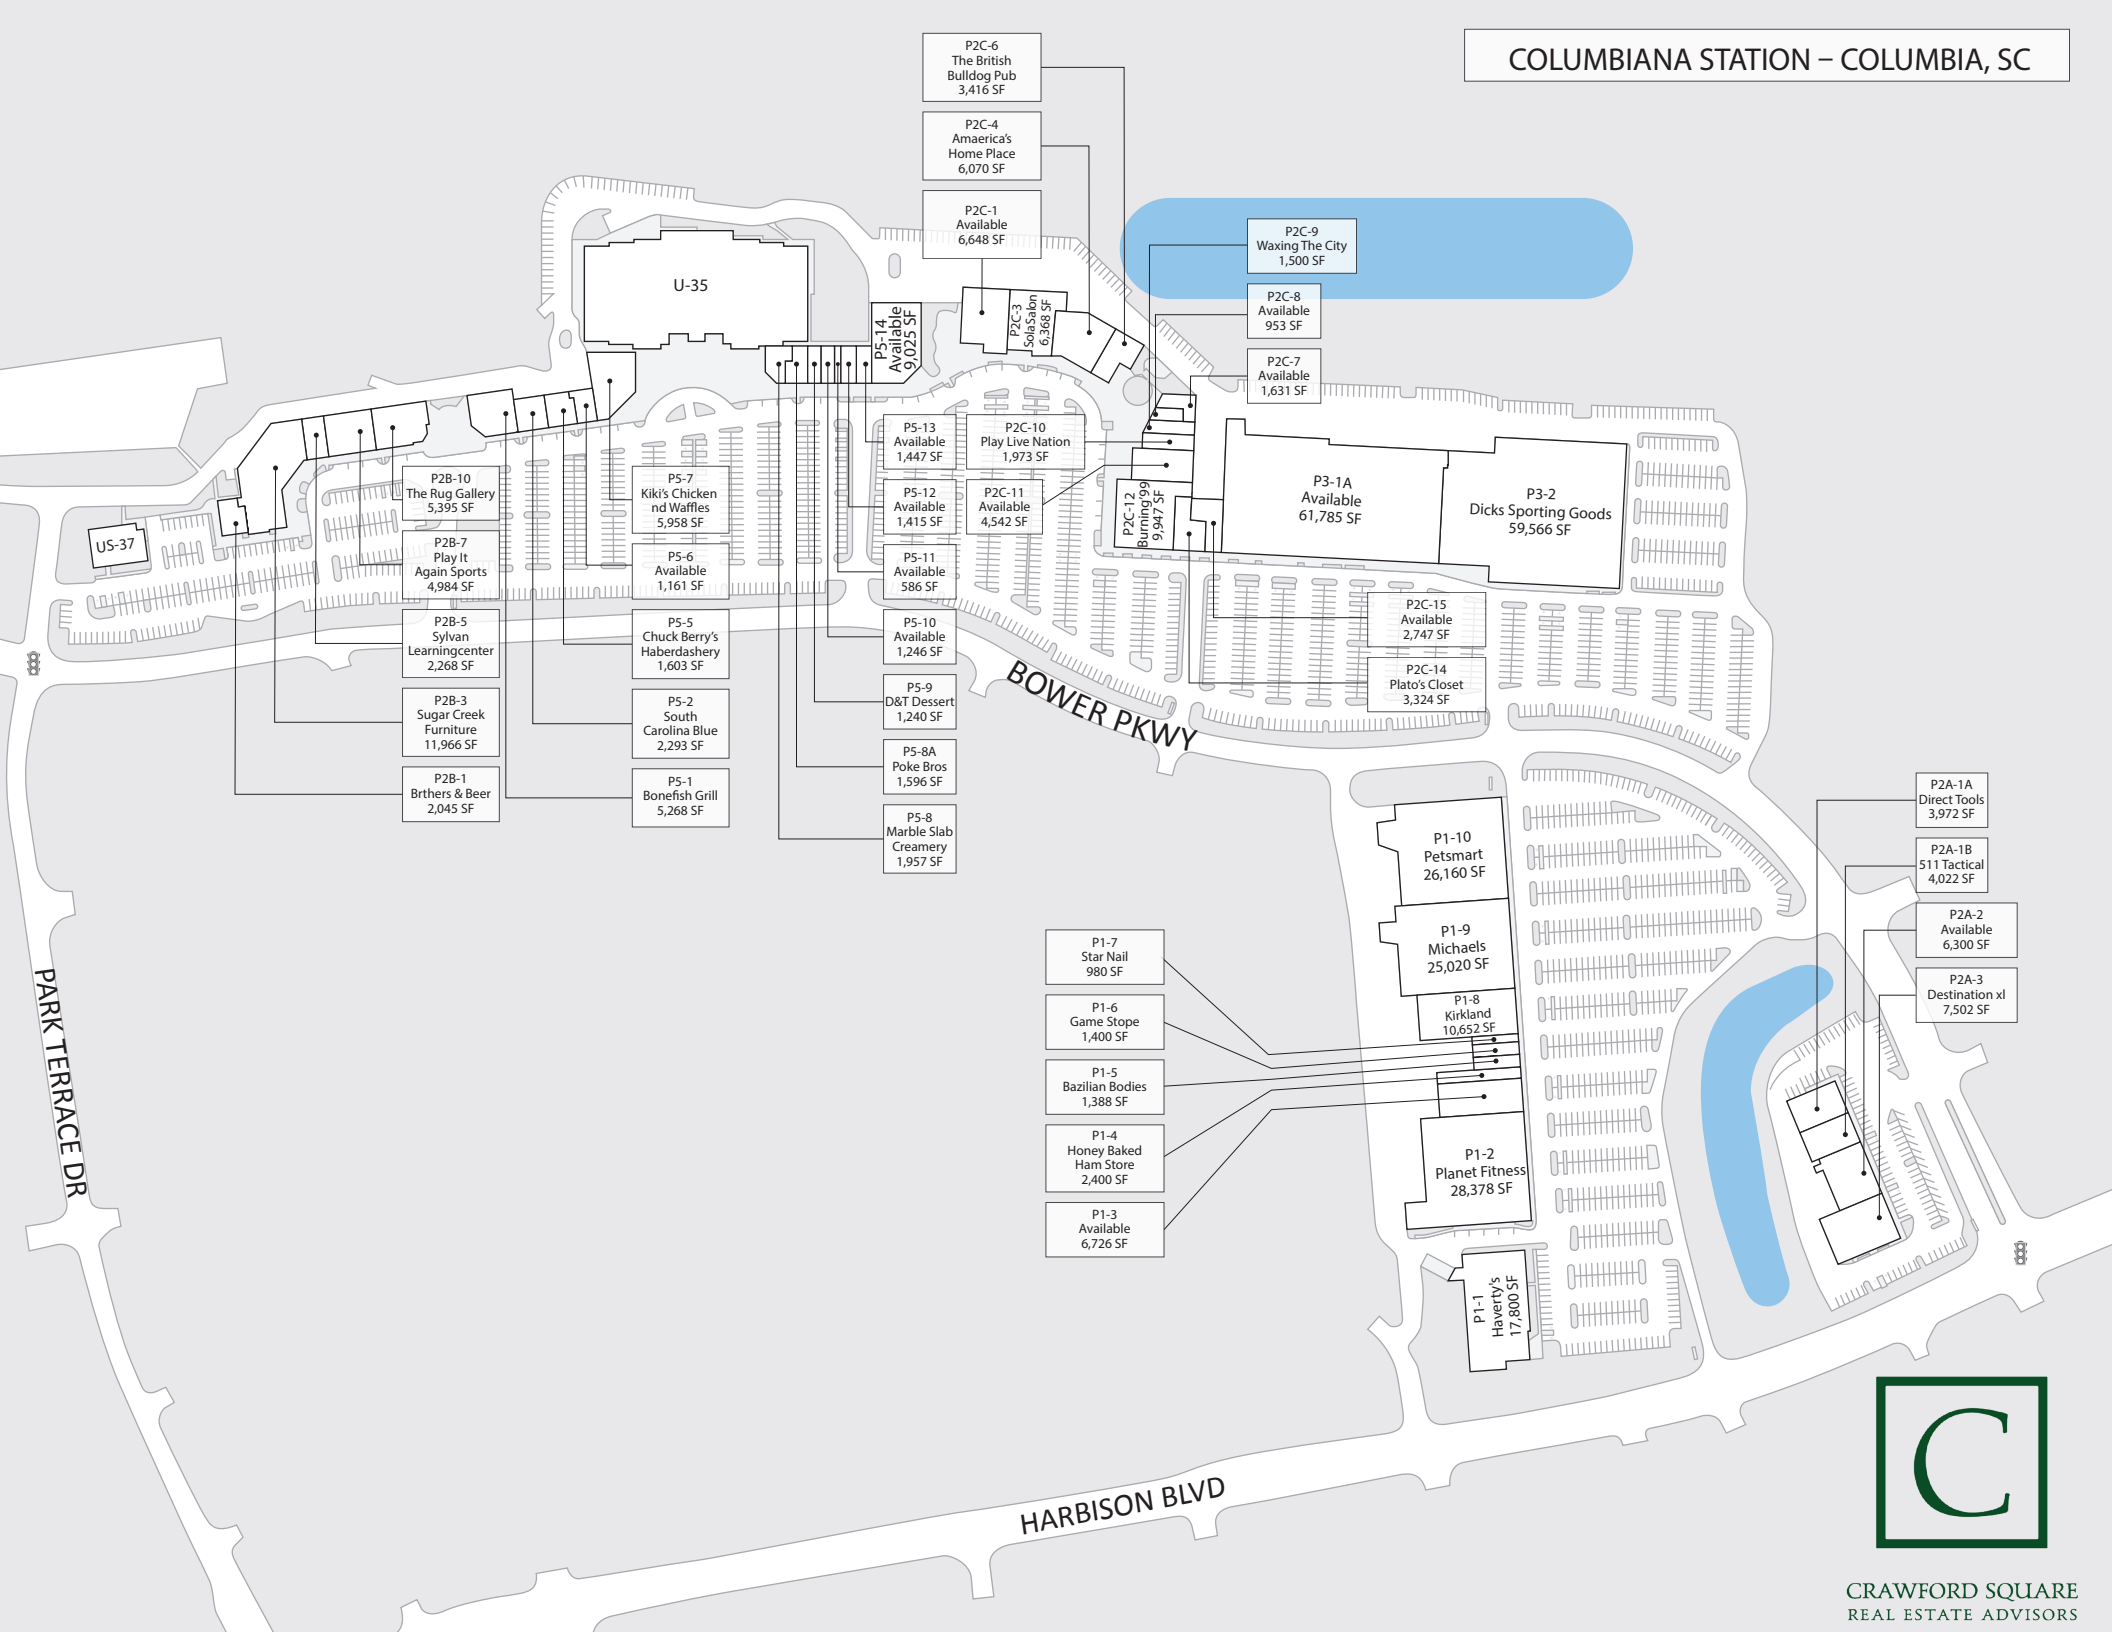 COLUMBIANA STATION – COLUMBIA, SC
P2C-6
The British
Bulldog Pub
3,416 SF
P2C-4
Amaerica's
Home Place
6,070 SF
P2C-1
Available
6,648 SF
P2C-9
Waxing The City
1,500 SF
P2C-8
Available
953 SF
P2C-7
Available
1,631 SF
U-35
P5-14
Available
9,025 SF
P2C-3
Sola Salon
6,368 SF
P5-13
Available
1,447 SF
P2C-10
Play Live Nation
1,973 SF
P5-12
Available
1,415 SF
P2C-11
Available
4,542 SF
P2C-12
Burning'99
9,947 SF
P3-1A
Available
61,785 SF
P3-2
Dicks Sporting Goods
59,566 SF
P2B-10
The Rug Gallery
5,395 SF
P5-7
Kiki's Chicken
nd Waffles
5,958 SF
US-37
P2B-7
Play It
Again Sports
4,984 SF
P5-6
Available
1,161 SF
P5-11
Available
586 SF
P2B-5
Sylvan
Learningcenter
2,268 SF
P5-5
Chuck Berry's
Haberdashery
1,603 SF
P5-10
Available
1,246 SF
P2C-15
Available
2,747 SF
P2C-14
Plato's Closet
3,324 SF
P2B-3
Sugar Creek
Furniture
11,966 SF
P5-2
South
Carolina Blue
2,293 SF
P5-9
D&T Dessert
1,240 SF
BOWER PKWY
P2B-1
Brthers & Beer
2,045 SF
P5-1
Bonefish Grill
5,268 SF
P5-8A
Poke Bros
1,596 SF
P5-8
Marble Slab
Creamery
1,957 SF
P2A-1A
Direct Tools
3,972 SF
P2A-1B
511 Tactical
4,022 SF
P2A-2
Available
6,300 SF
P2A-3
Destination xl
7,502 SF
P1-10
Petsmart
26,160 SF
P1-9
Michaels
25,020 SF
P1-8
Kirkland
10,652 SF
P1-7
Star Nail
980 SF
P1-6
Game Stope
1,400 SF
P1-5
Bazilian Bodies
1,388 SF
P1-4
Honey Baked
Ham Store
2,400 SF
P1-3
Available
6,726 SF
P1-2
Planet Fitness
28,378 SF
P1-1
Haverty's
17,800 SF
PARK TERRACE DR
HARBISON BLVD
C
CRAWFORD SQUARE
REAL ESTATE ADVISORS